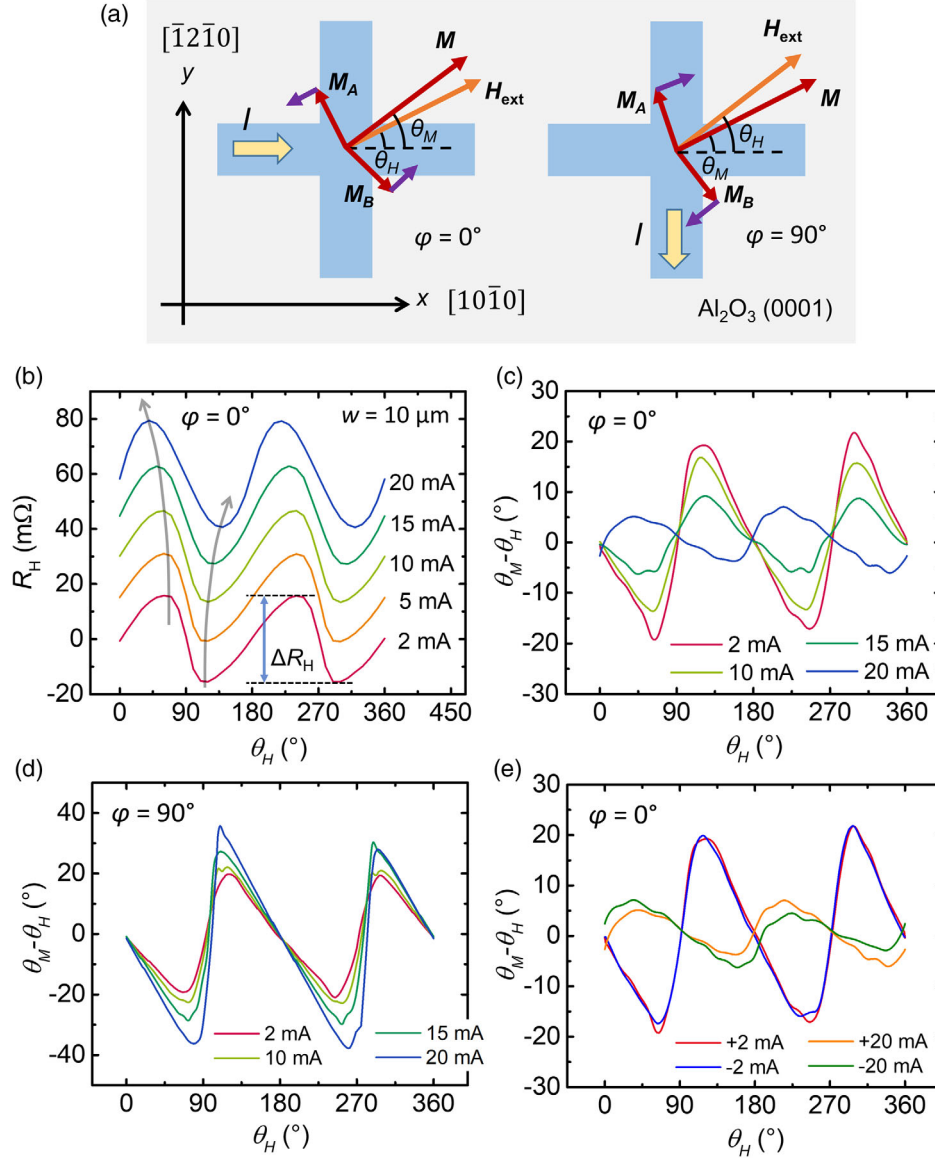 (a)
[1̄21̄0]
y
I
M_A
M
H_ext
θ_M
θ_H
M_B
φ = 0°
x
[101̄0]
H_ext
M_A
M
θ_H
θ_M
M_B
I
φ = 90°
Al₂O₃ (0001)
(b)
φ = 0°
w = 10 μm
R_H (mΩ)
80
60
40
20
0
-20
20 mA
15 mA
10 mA
5 mA
2 mA
ΔR_H
0 90 180 270 360 450
θ_H (°)
(c)
φ = 0°
θ_M-θ_H (°)
30
20
10
0
-10
-20
-30
2 mA 15 mA
10 mA 20 mA
0 90 180 270 360
θ_H (°)
(d)
φ = 90°
θ_M-θ_H (°)
40
20
0
-20
-40
2 mA 15 mA
10 mA 20 mA
0 90 180 270 360
θ_H (°)
(e)
φ = 0°
θ_M-θ_H (°)
30
20
10
0
-10
-20
-30
+2 mA +20 mA
-2 mA -20 mA
0 90 180 270 360
θ_H (°)